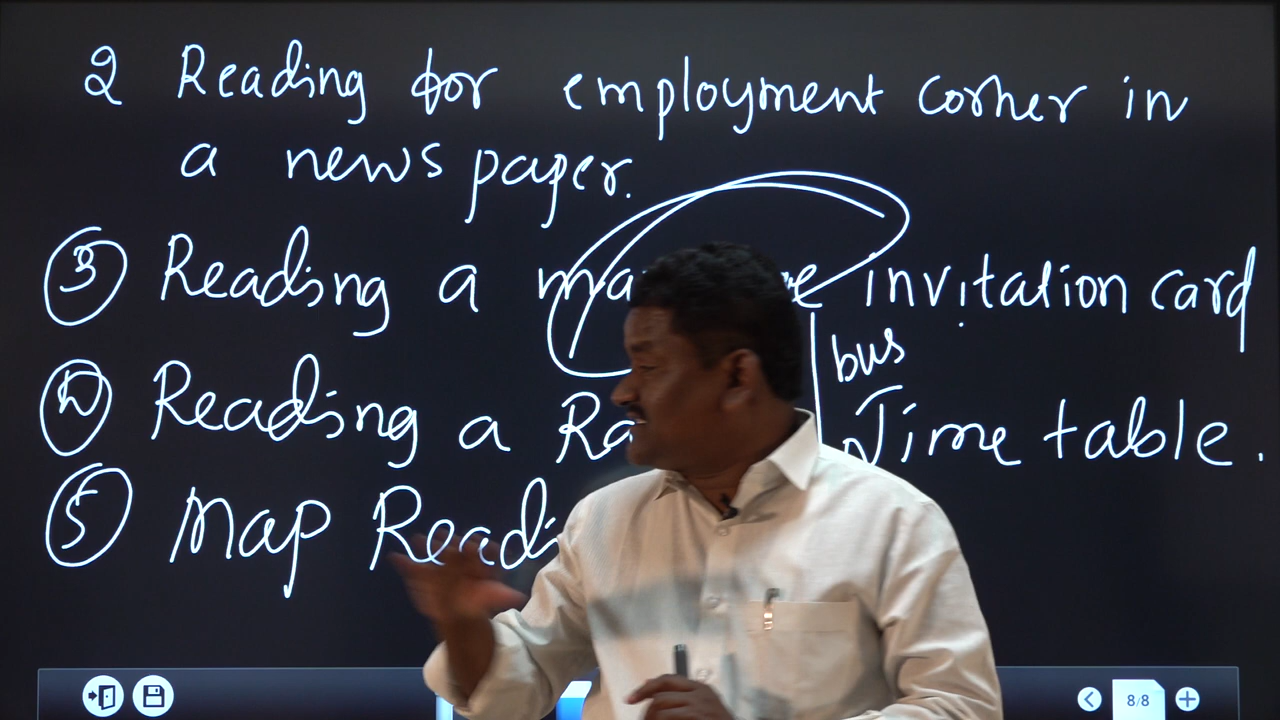 2 Reading for employment corner in
a news paper.
3 Reading a invitation card
bus
4 Reading a Time table.
5 Map
8/8